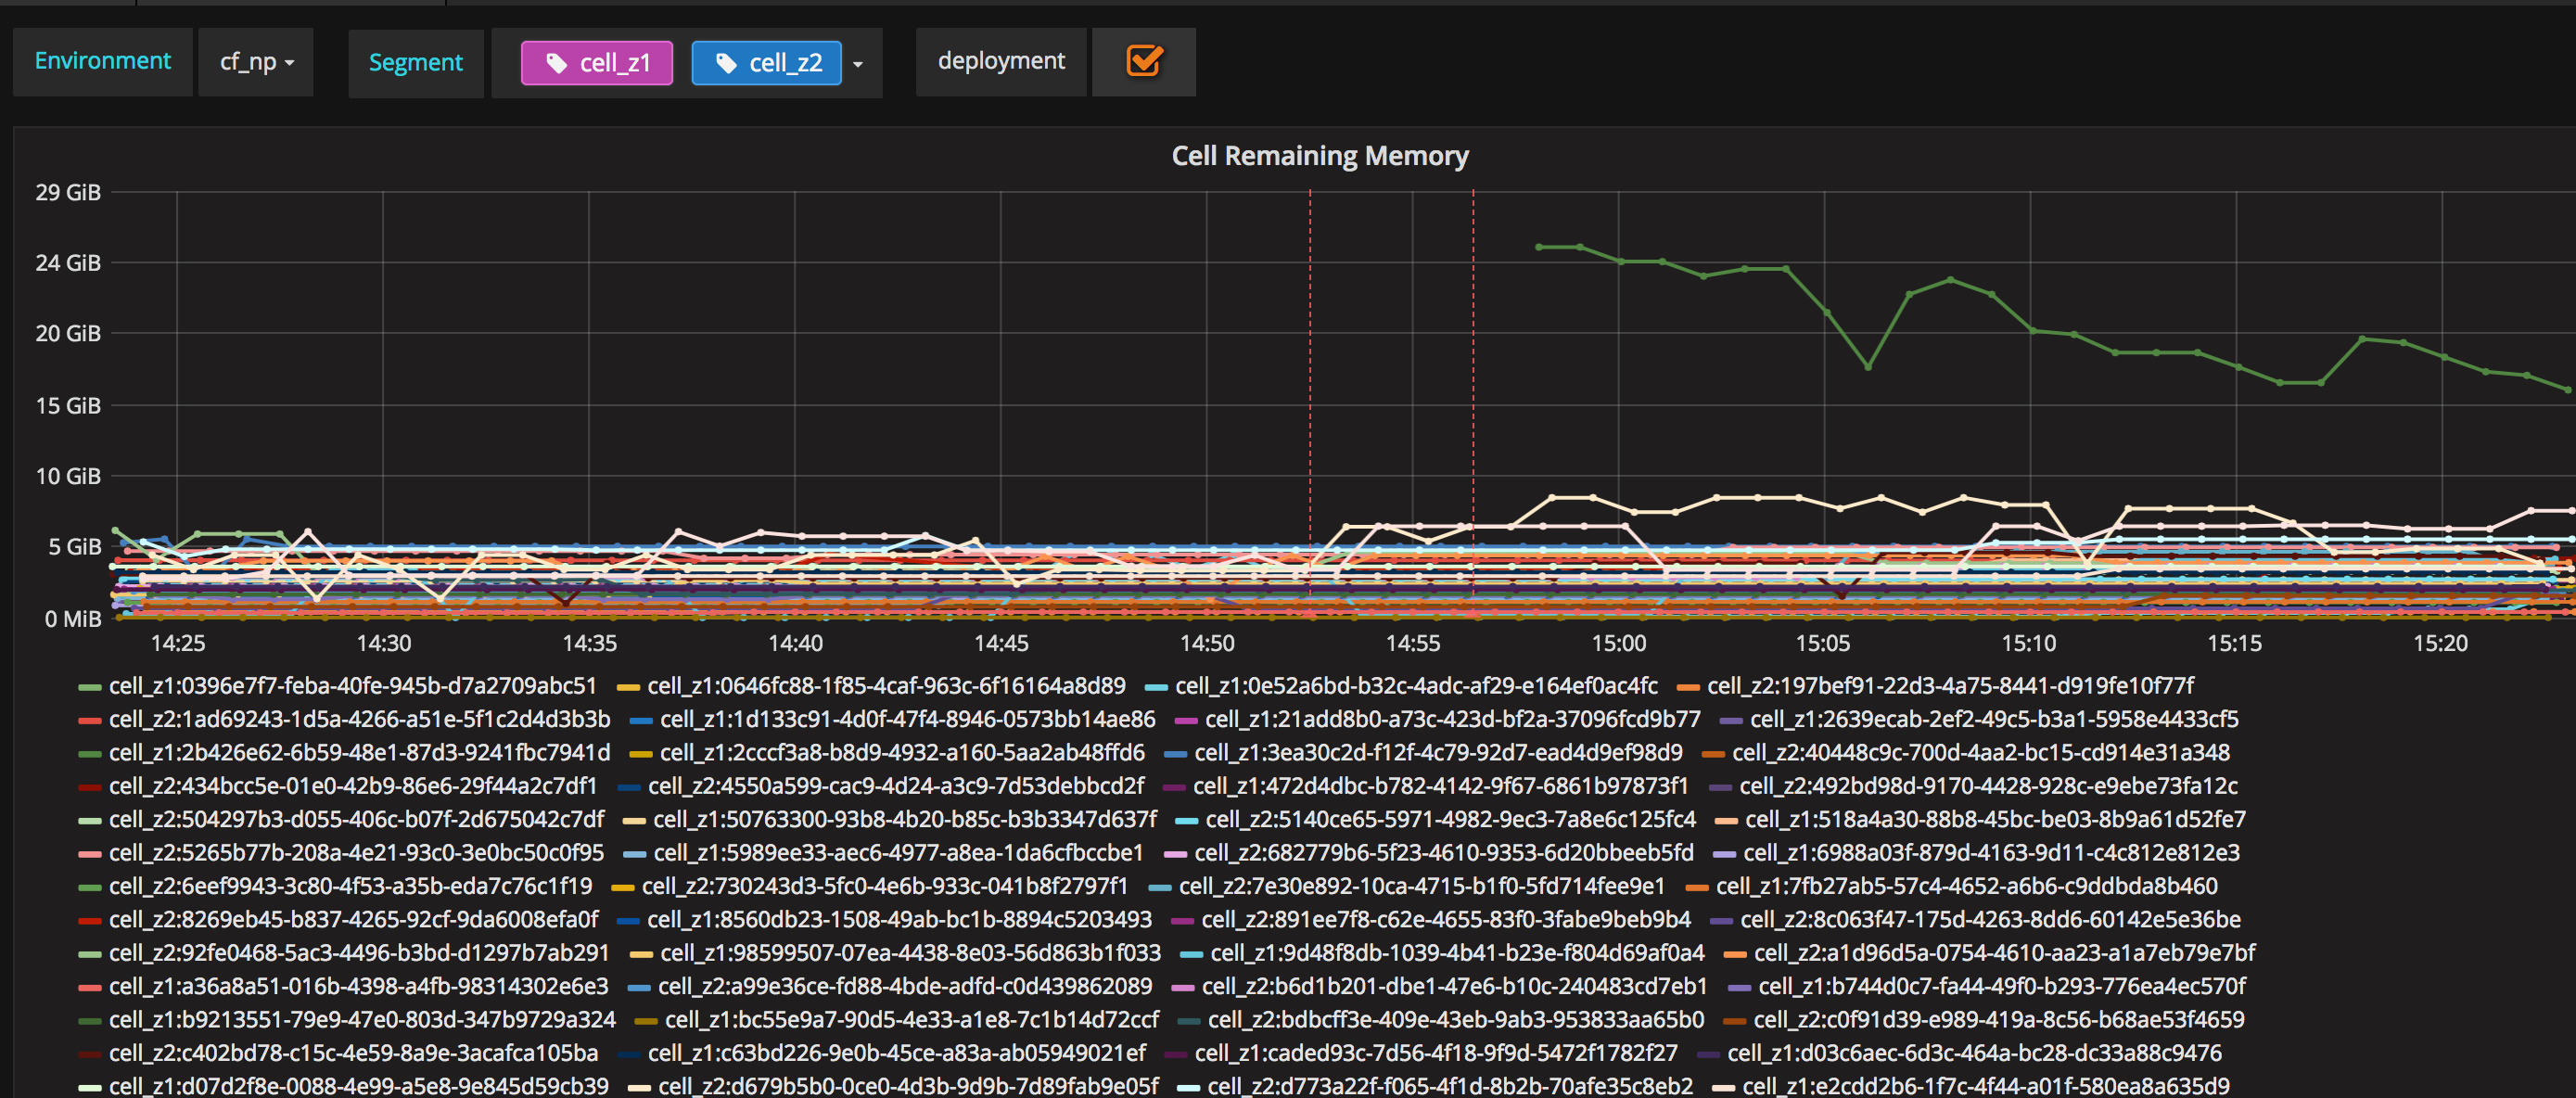 Environment cf_np Segment cell_z1 cell_z2 deployment
Cell Remaining Memory
29 GiB
24 GiB
20 GiB
15 GiB
10 GiB
5 GiB
0 MiB
14:25 14:30 14:35 14:40 14:45 14:50 14:55 15:00 15:05 15:10 15:15 15:20
cell_z1:0396e7f7-feba-40fe-945b-d7a2709abc51 cell_z1:0646fc88-1f85-4caf-963c-6f16164a8d89 cell_z1:0e52a6bd-b32c-4adc-af29-e164ef0ac4fc cell_z2:197bef91-22d3-4a75-8441-d919fe10f77f
cell_z2:1ad69243-1d5a-4266-a51e-5f1c2d4d3b3b cell_z1:1d133c91-4d0f-47f4-8946-0573bb14ae86 cell_z1:21add8b0-a73c-423d-bf2a-37096fcd9b77 cell_z1:2639ecab-2ef2-49c5-b3a1-5958e4433cf5
cell_z1:2b426e62-6b59-48e1-87d3-9241fbc7941d cell_z1:2cccf3a8-b8d9-4932-a160-5aa2ab48ffd6 cell_z1:3ea30c2d-f12f-4c79-92d7-ead4d9ef98d9 cell_z2:40448c9c-700d-4aa2-bc15-cd914e31a348
cell_z2:434bcc5e-01e0-42b9-86e6-29f44a2c7df1 cell_z2:4550a599-cac9-4d24-a3c9-7d53debbcd2f cell_z1:472d4dbc-b782-4142-9f67-6861b97873f1 cell_z2:492bd98d-9170-4428-928c-e9ebe73fa12c
cell_z2:504297b3-d055-406c-b07f-2d675042c7df cell_z1:50763300-93b8-4b20-b85c-b3b3347d637f cell_z2:5140ce65-5971-4982-9ec3-7a8e6c125fc4 cell_z1:518a4a30-88b8-45bc-be03-8b9a61d52fe7
cell_z2:5265b77b-208a-4e21-93c0-3e0bc50c0f95 cell_z1:5989ee33-aec6-4977-a8ea-1da6cfbccbe1 cell_z2:682779b6-5f23-4610-9353-6d20bbeeb5fd cell_z1:6988a03f-879d-4163-9d11-c4c812e812e3
cell_z2:6eef9943-3c80-4f53-a35b-eda7c76c1f19 cell_z2:730243d3-5fc0-4e6b-933c-041b8f2797f1 cell_z2:7e30e892-10ca-4715-b1f0-5fd714fee9e1 cell_z1:7fb27ab5-57c4-4652-a6b6-c9ddbda8b460
cell_z2:8269eb45-b837-4265-92cf-9da6008efa0f cell_z1:8560db23-1508-49ab-bc1b-8894c5203493 cell_z2:891ee7f8-c62e-4655-83f0-3fabe9beb9b4 cell_z2:8c063f47-175d-4263-8dd6-60142e5e36be
cell_z2:92fe0468-5ac3-4496-b3bd-d1297b7ab291 cell_z1:98599507-07ea-4438-8e03-56d863b1f033 cell_z1:9d48f8db-1039-4b41-b23e-f804d69af0a4 cell_z2:a1d96d5a-0754-4610-aa23-a1a7eb79e7bf
cell_z1:a36a8a51-016b-4398-a4fb-98314302e6e3 cell_z2:a99e36ce-fd88-4bde-adfd-c0d439862089 cell_z2:b6d1b201-dbe1-47e6-b10c-240483cd7eb1 cell_z1:b744d0c7-fa44-49f0-b293-776ea4ec570f
cell_z1:b9213551-79e9-47e0-803d-347b9729a324 cell_z1:bc55e9a7-90d5-4e33-a1e8-7c1b14d72ccf cell_z2:bdbcff3e-409e-43eb-9ab3-953833aa65b0 cell_z2:c0f91d39-e989-419a-8c56-b68ae53f4659
cell_z2:c402bd78-c15c-4e59-8a9e-3acafca105ba cell_z1:c63bd226-9e0b-45ce-a83a-ab05949021ef cell_z1:caded93c-7d56-4f18-9f9d-5472f1782f27 cell_z1:d03c6aec-6d3c-464a-bc28-dc33a88c9476
cell_z1:d07d2f8e-0088-4e99-a5e8-9e845d59cb39 cell_z2:d679b5b0-0ce0-4d3b-9d9b-7d89fab9e05f cell_z2:d773a22f-f065-4f1d-8b2b-70afe35c8eb2 cell_z1:e2cdd2b6-1f7c-4f44-a01f-580ea8a635d9